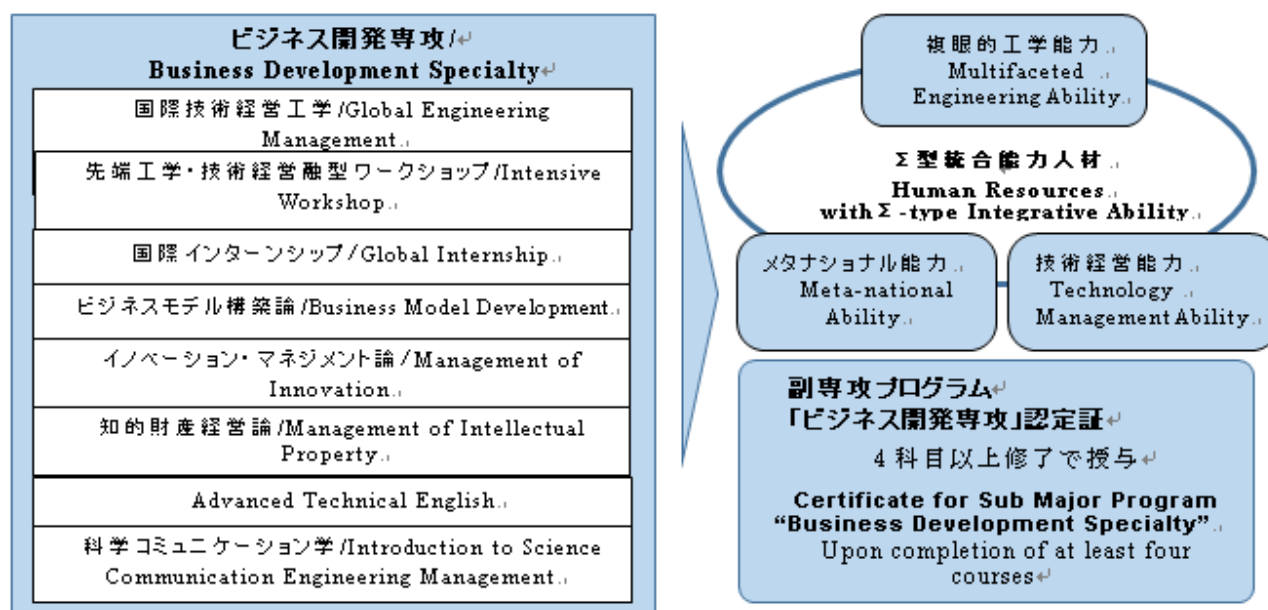 ビジネス開発専攻/
Business Development Specialty
国際技術経営工学/Global Engineering
Management
先端工学・技術経営融型ワークショップ/Intensive
Workshop
国際インターンシップ/Global Internship
ビジネスモデル構築論/Business Model Development
イノベーション・マネジメント論/Management of
Innovation
知的財産経営論/Management of Intellectual
Property
Advanced Technical English
科学コミュニケーション学/Introduction to Science
Communication Engineering Management
複眼的工学能力
Multifaceted
Engineering Ability
Σ型統合能力人材
Human Resources
with Σ-type Integrative Ability
メタナショナル能力
Meta-national
Ability
技術経営能力
Technology
Management Ability
副専攻プログラム
「ビジネス開発専攻」認定証
4科目以上修了で授与
Certificate for Sub Major Program
“Business Development Specialty”
Upon completion of at least four
courses